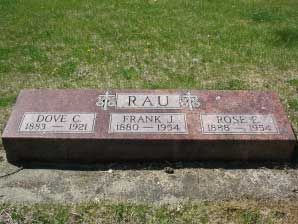 RAU
DOVE C.
1883 — 1921
FRANK J.
1880 — 1954
ROSE E.
1888 — 1954